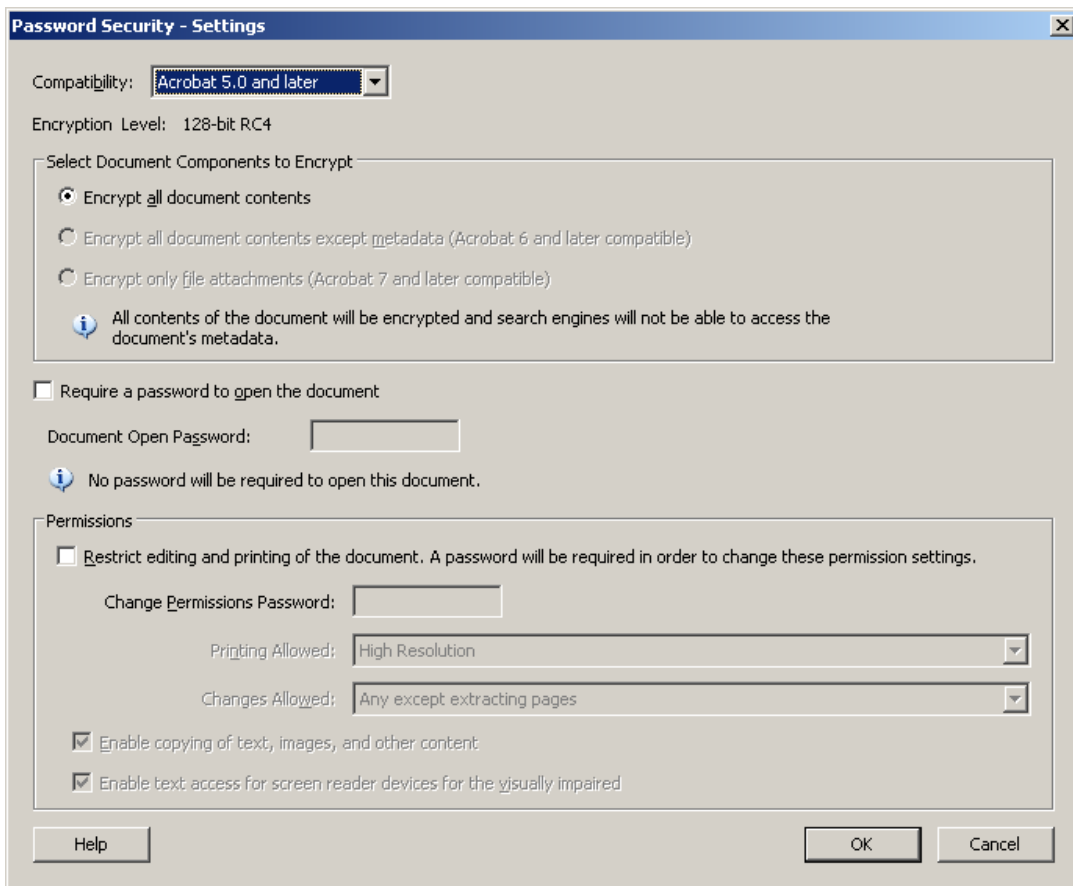 Password Security - Settings
Compatibility: Acrobat 5.0 and later
Encryption Level: 128-bit RC4
Select Document Components to Encrypt
Encrypt all document contents
Encrypt all document contents except metadata (Acrobat 6 and later compatible)
Encrypt only file attachments (Acrobat 7 and later compatible)
All contents of the document will be encrypted and search engines will not be able to access the
document's metadata.
Require a password to open the document
Document Open Password:
No password will be required to open this document.
Permissions
Restrict editing and printing of the document. A password will be required in order to change these permission settings.
Change Permissions Password:
Printing Allowed: High Resolution
Changes Allowed: Any except extracting pages
Enable copying of text, images, and other content
Enable text access for screen reader devices for the visually impaired
Help OK Cancel